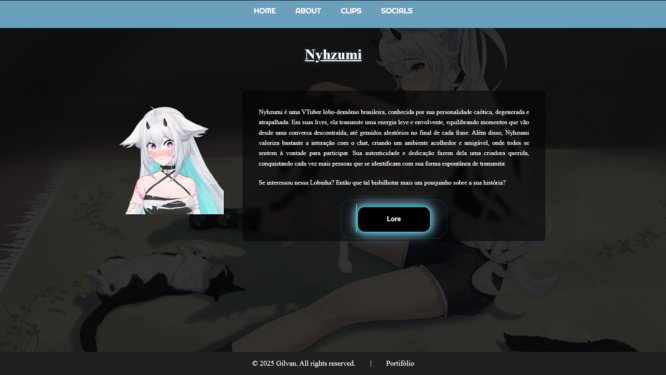 HOME ABOUT CLIPS SOCIALS
Nyhzumi
Nyhzumi é uma VTuber lobo-demônio brasileira, conhecida por sua personalidade caótica, degenerada e
atrapalhada. Em suas lives, ela transmite uma energia leve e envolvente, equilibrando momentos que vão
desde uma conversa descontraída, até gemidos aleatórios no final de cada frase. Além disso, Nyhzumi
valoriza bastante a interação com o chat, criando um ambiente acolhedor e amigável, onde todos se
sentem à vontade para participar. Sua autenticidade e dedicação fizem dela uma criadora querida,
conquistando cada vez mais pessoas que se identificam com sua forma espontânea de transmitir.
Se interessou nessa Lobinha? Então que tal bisbilhotar mais um pouquinho sobre a sua história?
Lore
© 2025 Gilvan. All rights reserved. | Portifólio